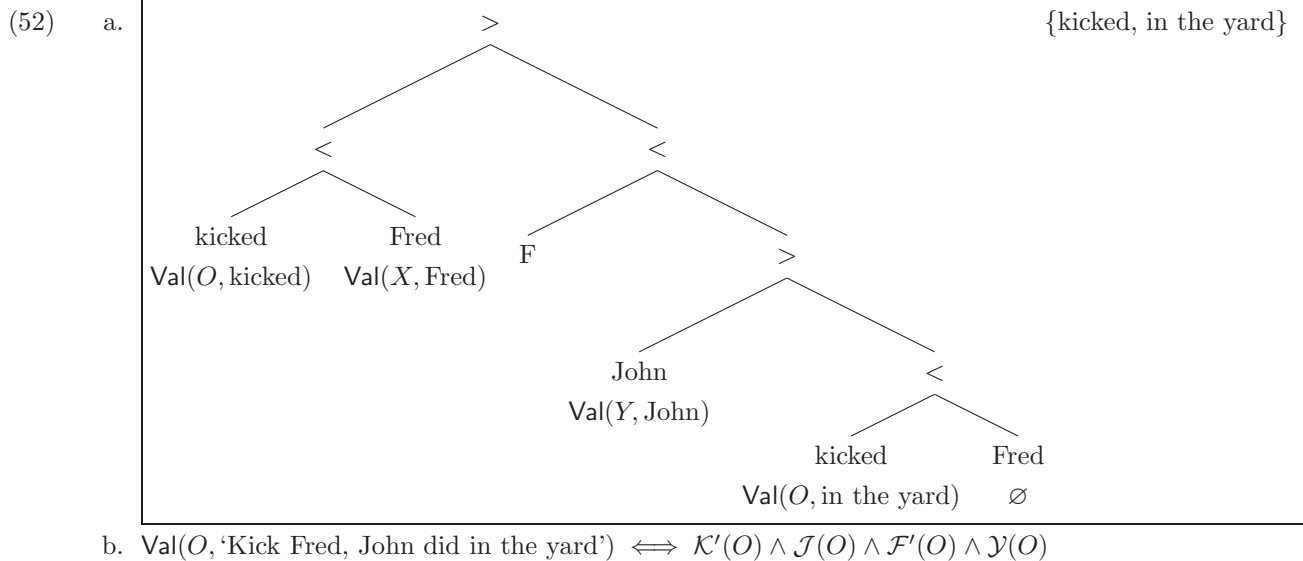 (52) a. > {kicked, in the yard}
< <
kicked Fred F >
Val(O, kicked) Val(X, Fred)
John <
Val(Y, John)
kicked Fred
Val(O, in the yard) ∅
b. Val(O, ‘Kick Fred, John did in the yard’) ⟺ 𝒦′(O) ∧ 𝒥(O) ∧ ℱ′(O) ∧ 𝒴(O)